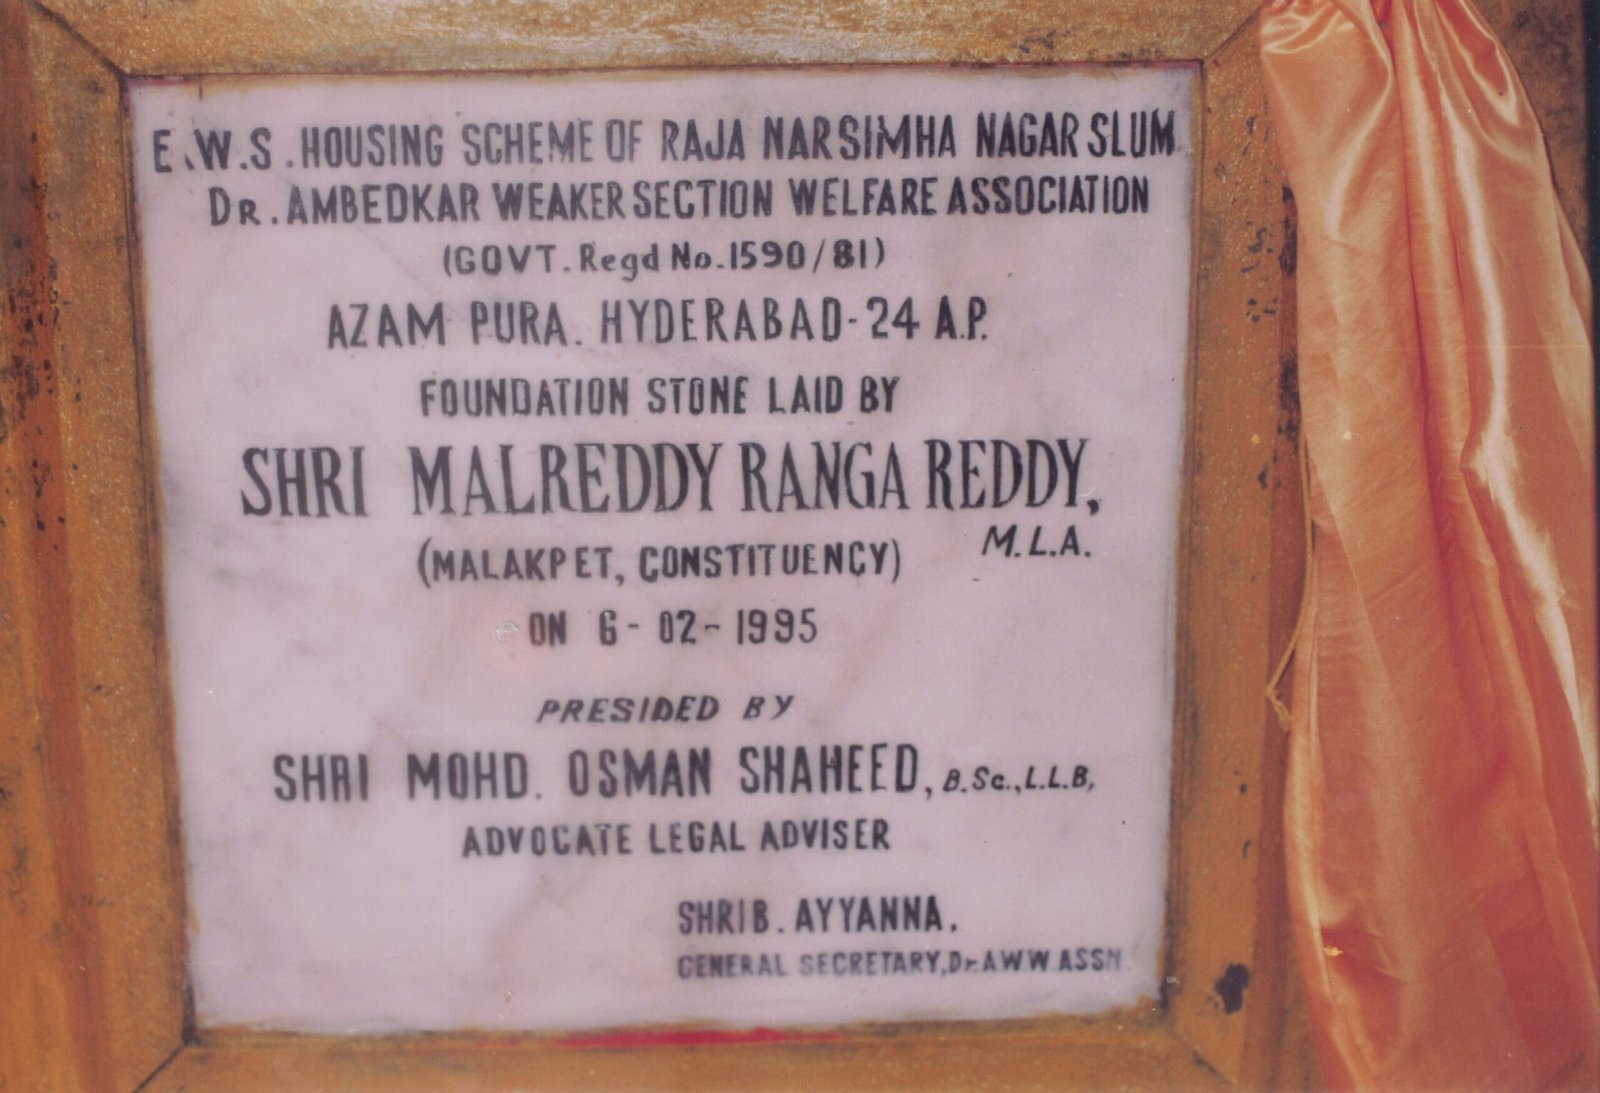 E.W.S. HOUSING SCHEME OF RAJA NARSIMHA NAGAR SLUM
DR. AMBEDKAR WEAKER SECTION WELFARE ASSOCIATION
(GOVT. Regd No. 1590/81)
AZAM PURA. HYDERABAD-24 A.P.
FOUNDATION STONE LAID BY
SHRI MALREDDY RANGA REDDY,
M.L.A.
(MALAKPET, CONSTITUENCY)
ON 6-02-1995
PRESIDED BY
SHRI MOHD. OSMAN SHAHEED, B.Sc., L.L.B,
ADVOCATE LEGAL ADVISER
SHRI B. AYYANNA.
GENERAL SECRETARY, Dr. A.W.W. ASSN.